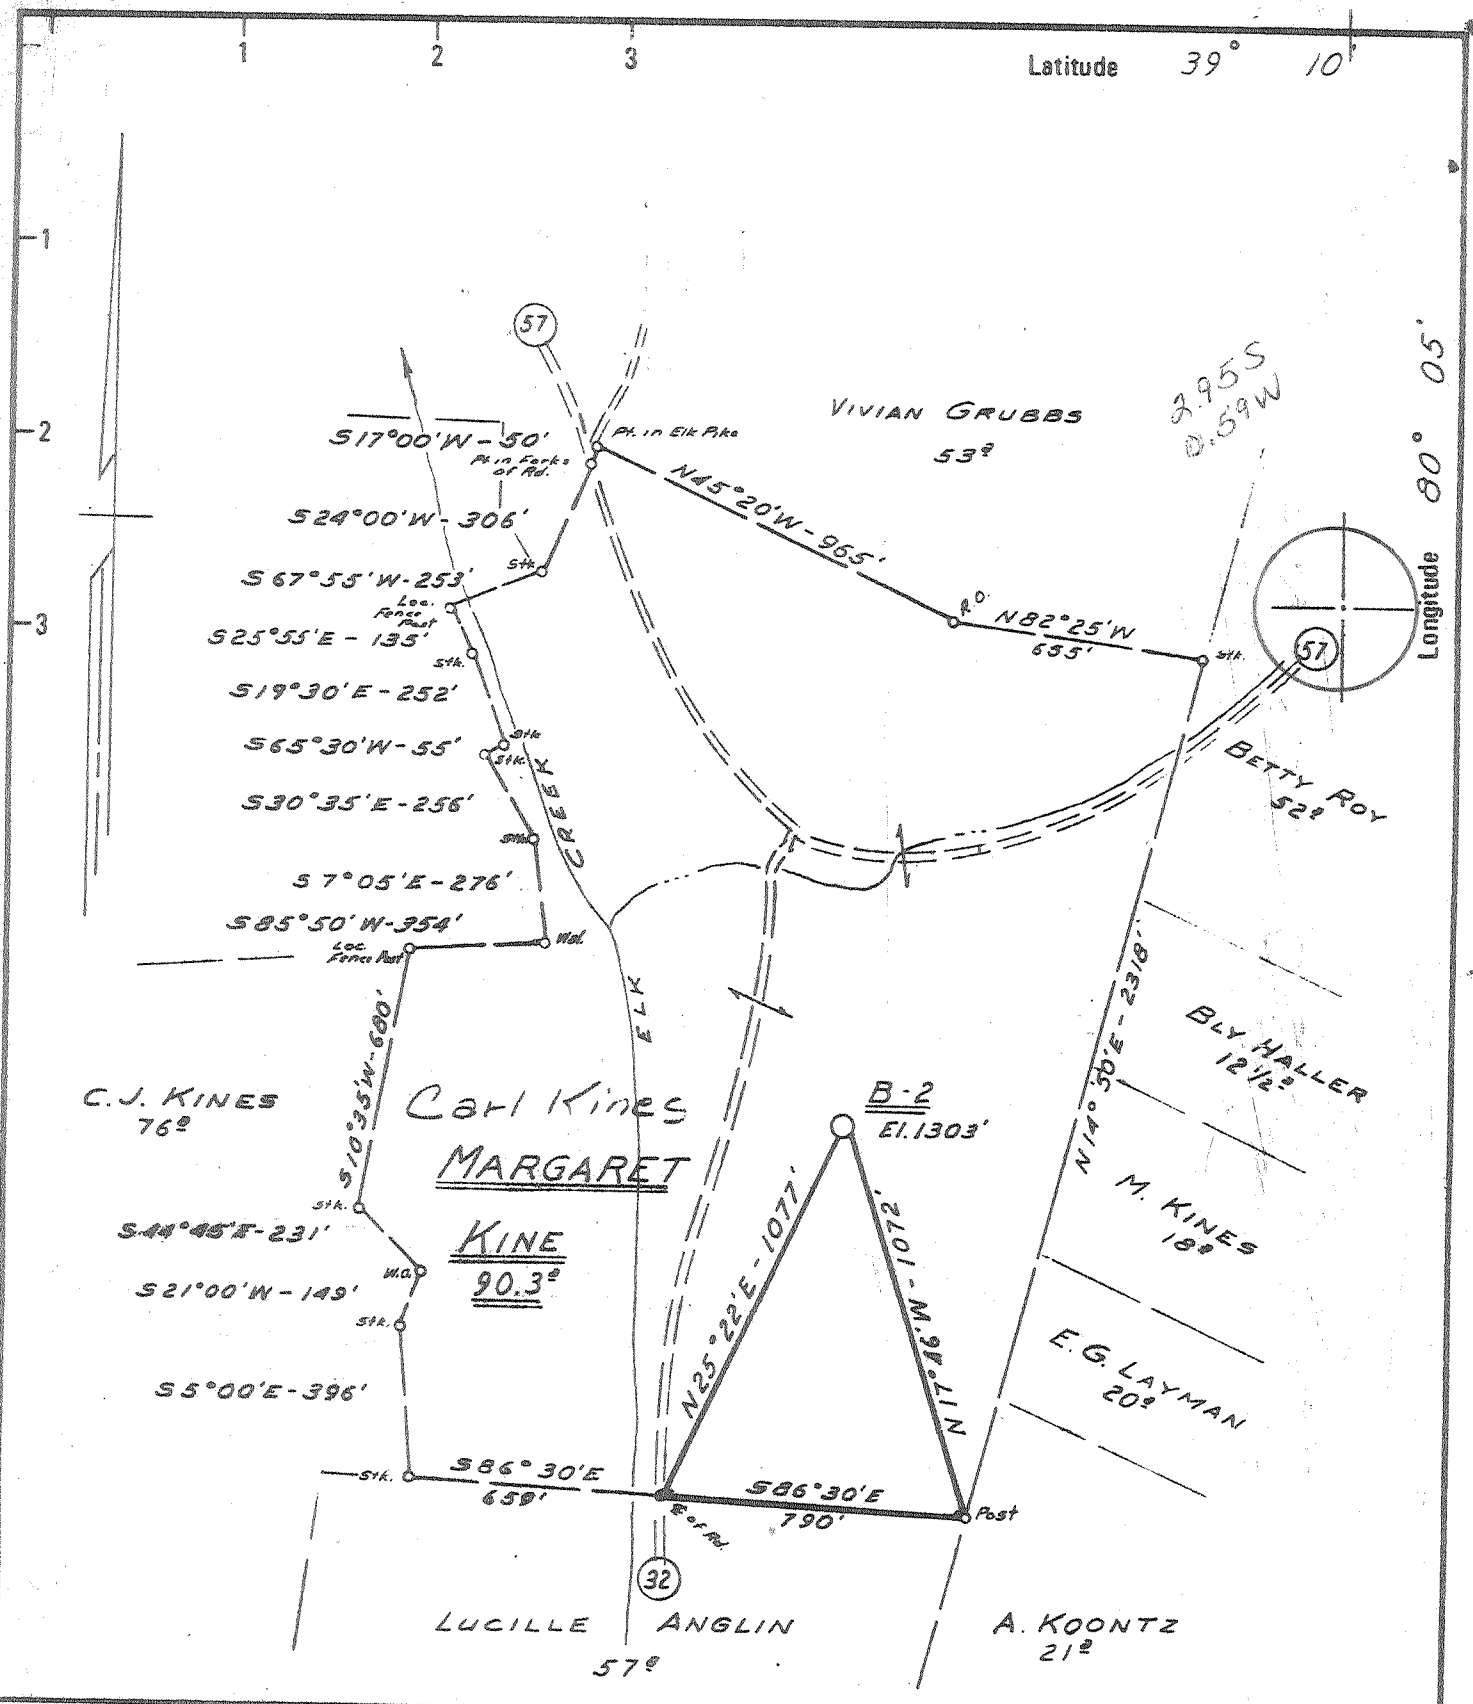 1 2 3
Latitude 39° 10'
1
2
3
57
VIVIAN GRUBBS
53ª
2.95S
0.59W
80° 05'
Longitude
S17°00'W-50'
Pt. in Forks
of Rd.
Pt. in Elk Pike
S24°00'W-306'
N45°20'W-965'
Stk.
S67°55'W-253'
Loc.
Fence
Post
R.O.
N82°25'W
655'
Stk.
57
S25°55'E-135'
Stk.
S19°30'E-252'
Stk.
S65°30'W-55'
Stk.
BETTY ROY
52ª
S30°35'E-256'
CREEK
S7°05'E-276'
S85°50'W-354'
Loc.
Fence Post
Wal.
ELK
N14°50'E-2318'
BLY HALLER
12½ª
S10°35'W-680'
C.J. KINES
76ª
Carl Kines
MARGARET
KINE
90.3ª
B-2
El. 1303'
M. KINES
18ª
Stk.
S44°45'E-231'
W.O.
S21°00'W-149'
Stk.
N25°22'E-1077'
N17°46'W-1072'
E.G. LAYMAN
20ª
S5°00'E-396'
Stk.
S86°30'E
659'
S86°30'E
790'
Post
of Rd.
32
LUCILLE ANGLIN
57ª
A. KOONTZ
21ª